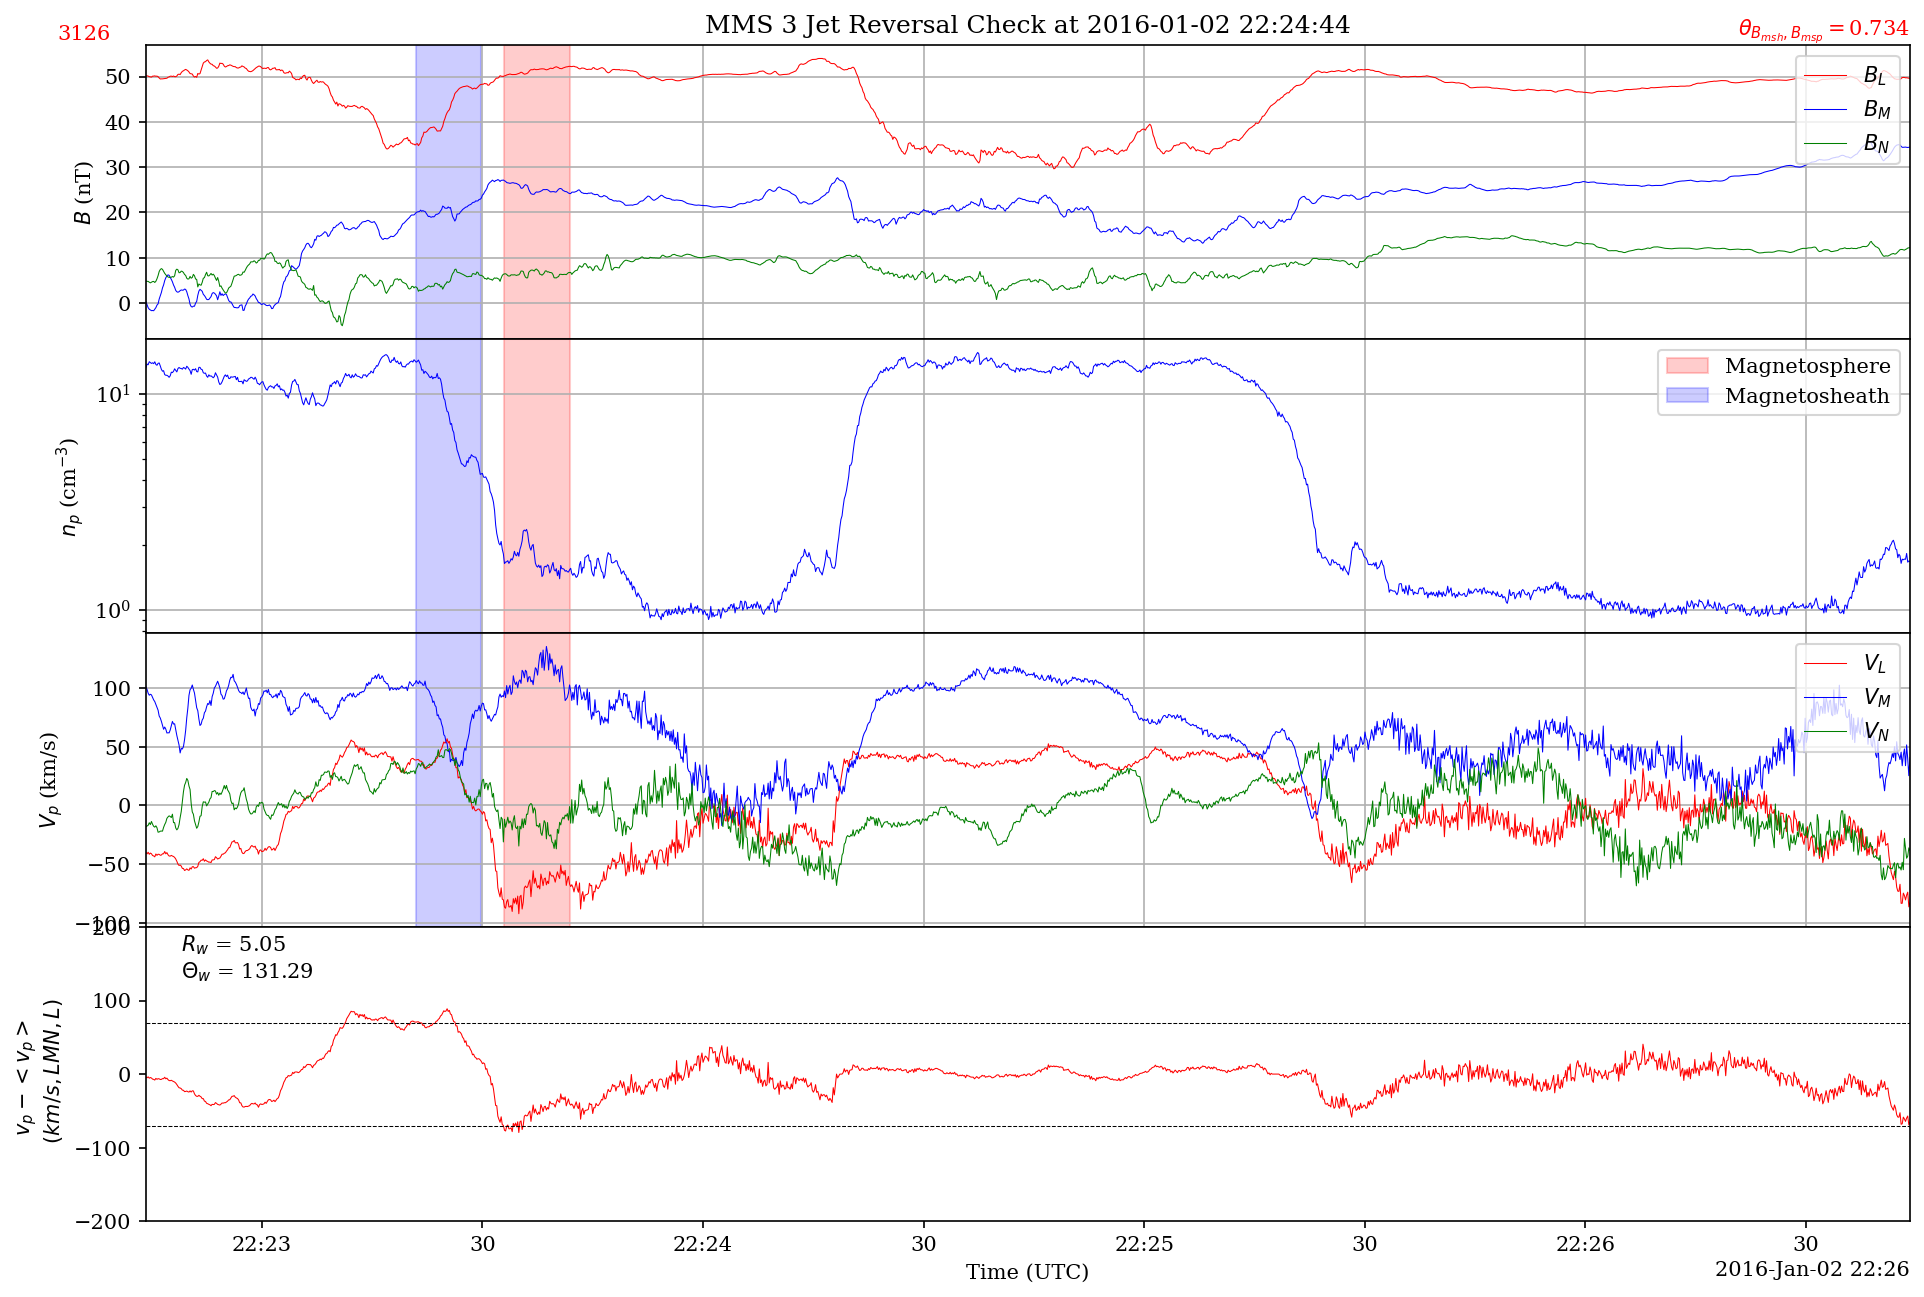 3126
MMS 3 Jet Reversal Check at 2016-01-02 22:24:44
θ_{B_{msh}, B_{msp}} = 0.734
50
40
30
20
10
0
B (nT)
B_L
B_M
B_N
10¹
10⁰
n_p (cm⁻³)
Magnetosphere
Magnetosheath
100
50
0
−50
−100
V_p (km/s)
V_L
V_M
V_N
200
100
0
−100
−200
v_p − < v_p >
(km/s, LMN, L)
R_w = 5.05
Θ_w = 131.29
22:23
30
22:24
30
22:25
30
22:26
30
Time (UTC)
2016-Jan-02 22:26